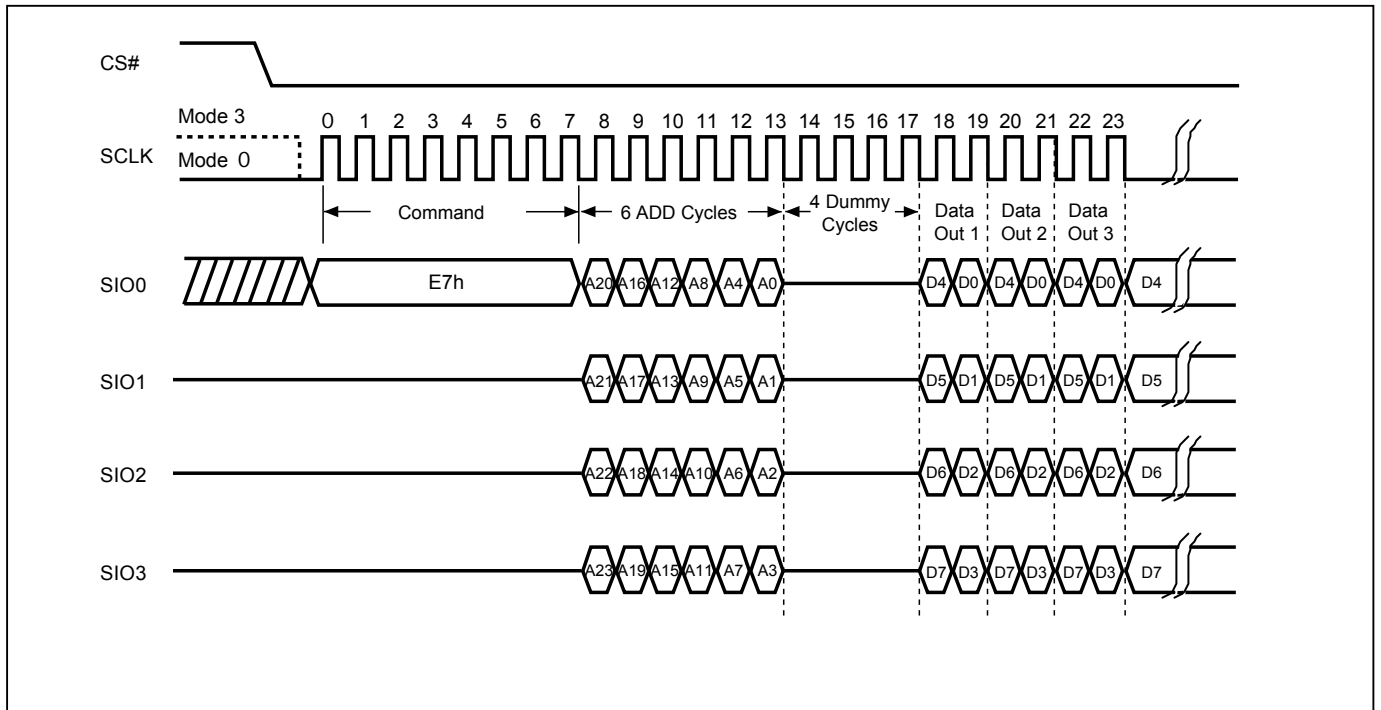 CS#
Mode 3
SCLK
Mode 0
0 1 2 3 4 5 6 7 8 9 10 11 12 13 14 15 16 17 18 19 20 21 22 23
Command
6 ADD Cycles
4 Dummy
Cycles
Data
Out 1
Data
Out 2
Data
Out 3
SIO0
E7h
A20 A16 A12 A8 A4 A0
D4 D0 D4 D0 D4 D0 D4
SIO1
A21 A17 A13 A9 A5 A1
D5 D1 D5 D1 D5 D1 D5
SIO2
A22 A18 A14 A10 A6 A2
D6 D2 D6 D2 D6 D2 D6
SIO3
A23 A19 A15 A11 A7 A3
D7 D3 D7 D3 D7 D3 D7